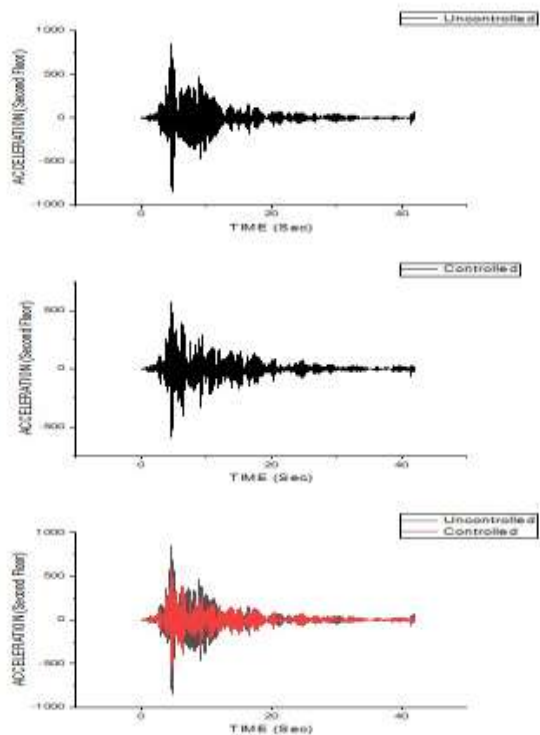 Uncontrolled
1000
500
0
-500
-1000
ACCELERATION (Second Floor)
0
20
40
TIME (Sec)
Controlled
500
0
-500
ACCELERATION (Second Floor)
0
20
40
TIME (Sec)
Uncontrolled
Controlled
1000
500
0
-500
-1000
ACCELERATION (Second Floor)
0
20
40
TIME (Sec)